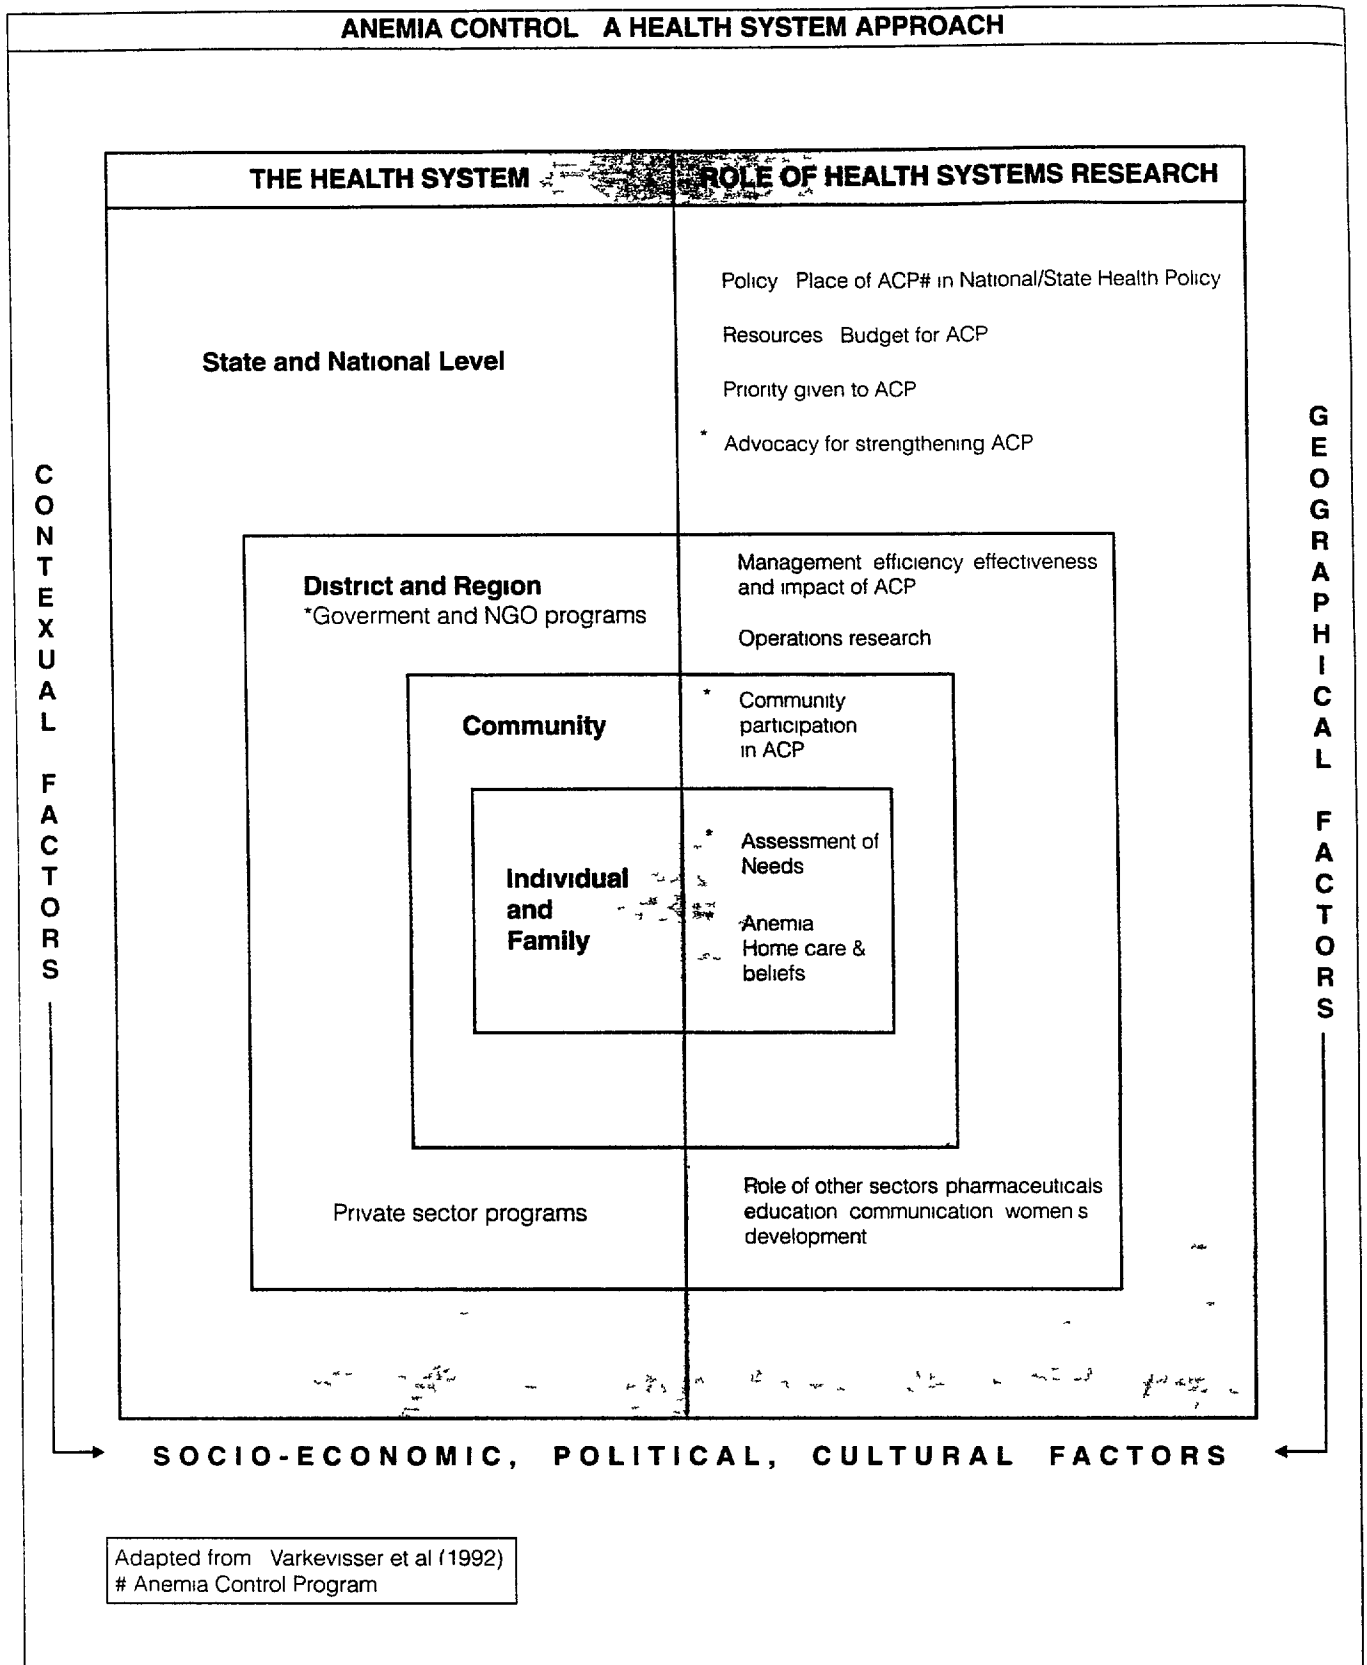 ANEMIA CONTROL A HEALTH SYSTEM APPROACH
THE HEALTH SYSTEM
ROLE OF HEALTH SYSTEMS RESEARCH
State and National Level
Policy Place of ACP# in National/State Health Policy
Resources Budget for ACP
Priority given to ACP
* Advocacy for strengthening ACP
District and Region
*Goverment and NGO programs
Management efficiency effectiveness
and impact of ACP
Operations research
Community
* Community
participation
in ACP
Individual
and
Family
* Assessment of
Needs
Anemia
Home care &
beliefs
Private sector programs
Role of other sectors pharmaceuticals
education communication women s
development
CONTEXUAL FACTORS
GEOGRAPHICAL FACTORS
SOCIO-ECONOMIC, POLITICAL, CULTURAL FACTORS
Adapted from Varkevisser et al (1992)
# Anemia Control Program